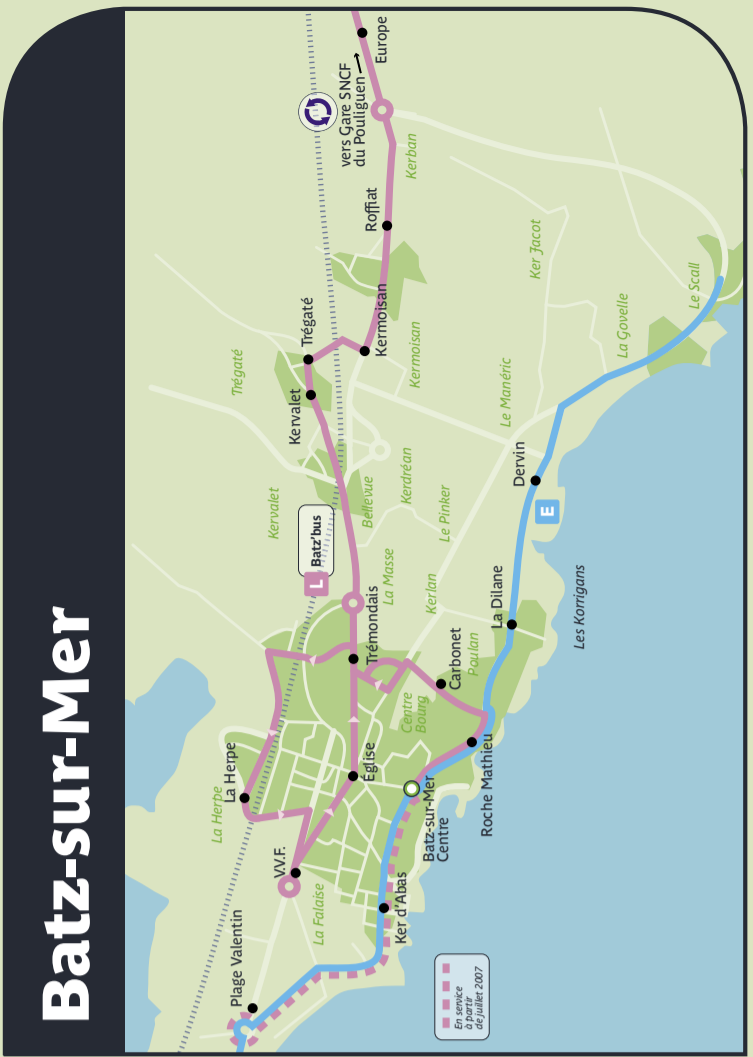 Batz-sur-Mer
Plage Valentin
V.V.F.
La Herpe
La Herpe
La Falaise
Ker d'Abas
Batz-sur-Mer
Centre
Église
Roche Mathieu
Centre
Bourg
Carbonet
Poulan
Trémondais
L
Batz'bus
La Masse
Kerlan
La Dilane
Les Korrigans
E
Dervin
Le Pinker
Kerdréan
Bellevue
Kervalet
Kervalet
Trégaté
Trégaté
Kermoisan
Kermoisan
Le Manéric
La Govelle
Le Scall
Ker Jacot
Roffiat
Kerban
vers Gare SNCF
du Pouliguen
Europe
En service
à partir
de juillet 2007